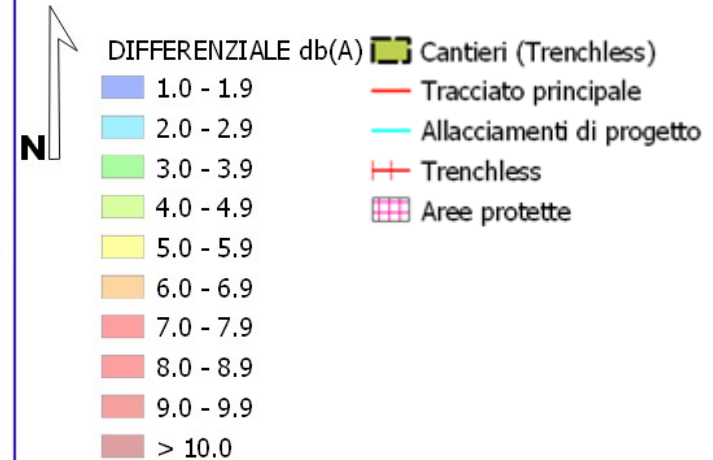 N
DIFFERENZIALE db(A)
1.0 - 1.9
2.0 - 2.9
3.0 - 3.9
4.0 - 4.9
5.0 - 5.9
6.0 - 6.9
7.0 - 7.9
8.0 - 8.9
9.0 - 9.9
> 10.0
Cantieri (Trenchless)
Tracciato principale
Allacciamenti di progetto
Trenchless
Aree protette